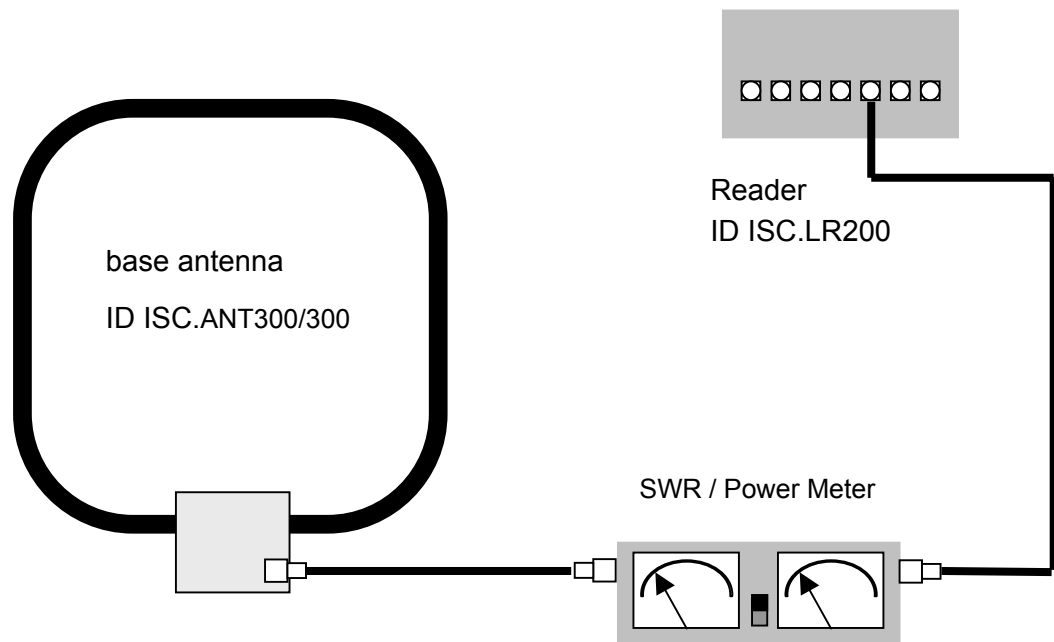 Reader
ID ISC.LR200
base antenna
ID ISC.ANT300/300
SWR / Power Meter